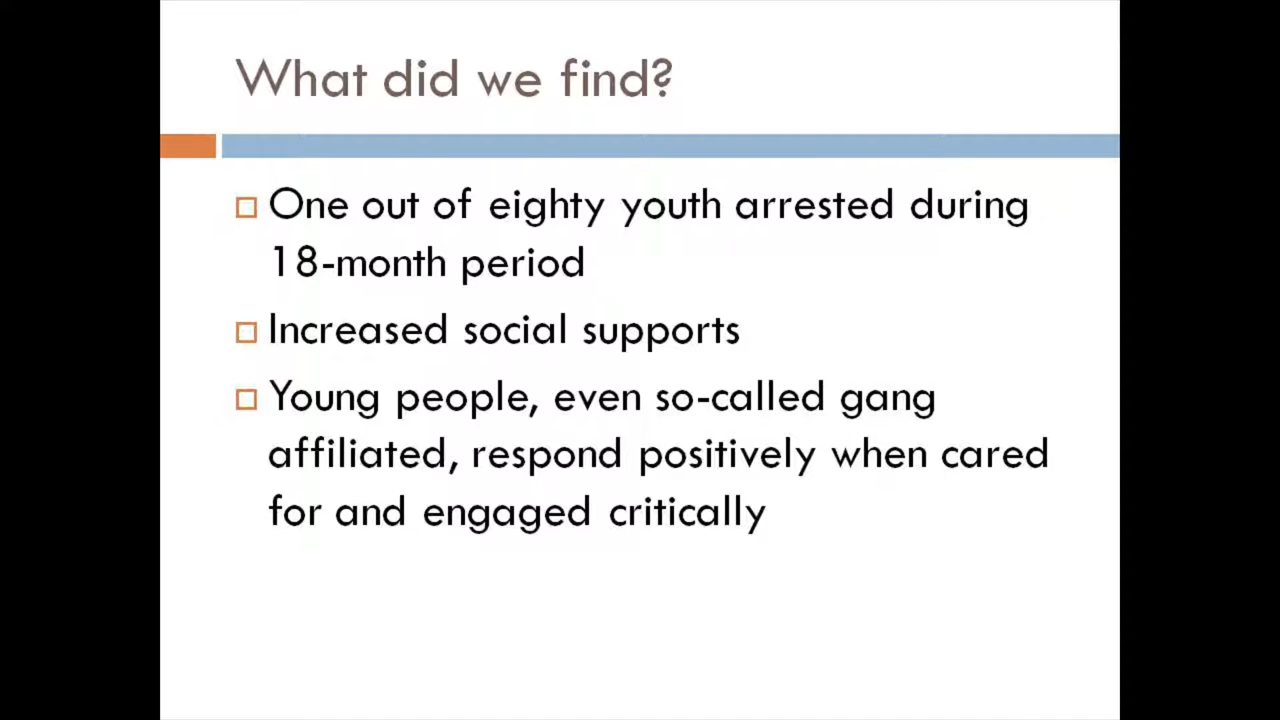 What did we find?
One out of eighty youth arrested during
18-month period
Increased social supports
Young people, even so-called gang
affiliated, respond positively when cared
for and engaged critically